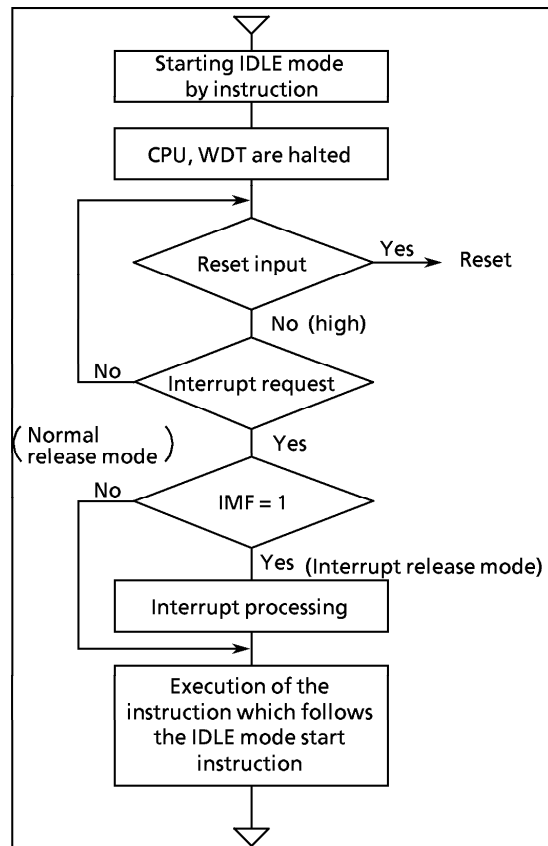 Starting IDLE mode
by instruction
CPU, WDT are halted
Reset input
Yes
Reset
No (high)
No
Interrupt request
(Normal
release mode)
Yes
No
IMF = 1
Yes (Interrupt release mode)
Interrupt processing
Execution of the
instruction which follows
the IDLE mode start
instruction